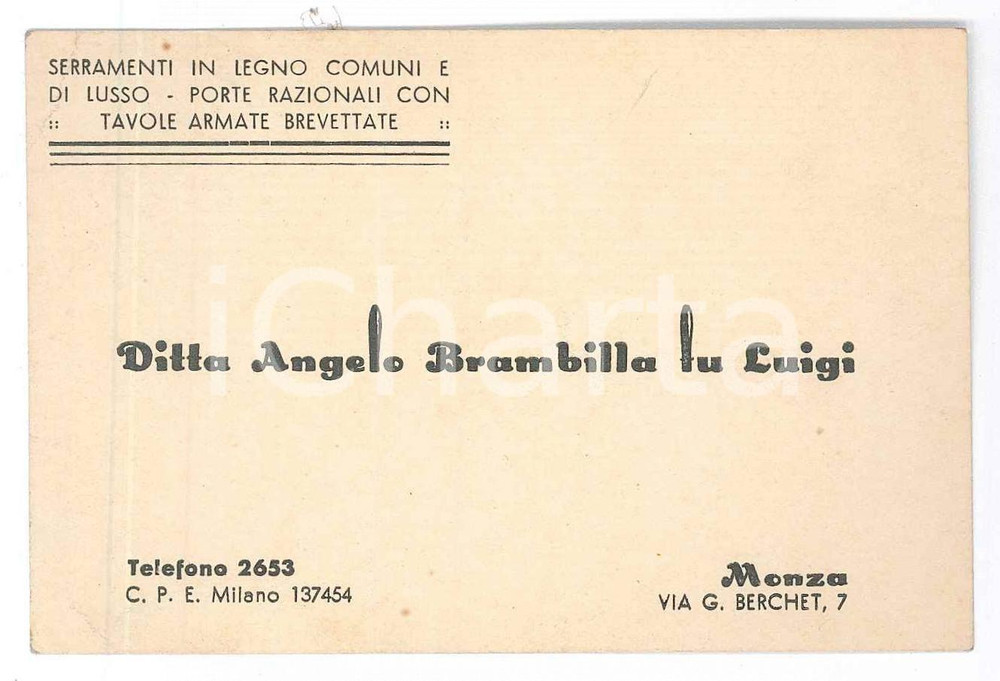 SERRAMENTI IN LEGNO COMUNI E
DI LUSSO - PORTE RAZIONALI CON
:: TAVOLE ARMATE BREVETTATE ::
iCharta
Ditta Angelo Brambilla fu Luigi
Telefono 2653
C. P. E. Milano 137454
Monza
VIA G. BERCHET, 7